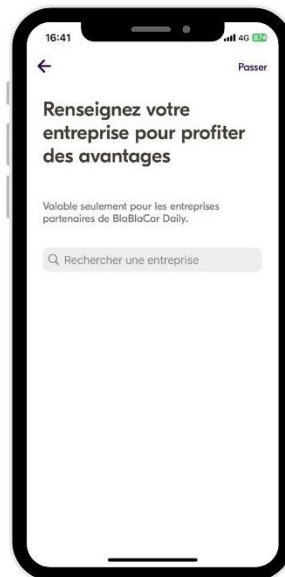 16:41
4G 87
Passer
Renseignez votre
entreprise pour profiter
des avantages
Valable seulement pour les entreprises
partenaires de BlaBlaCar Daily.
Rechercher une entreprise